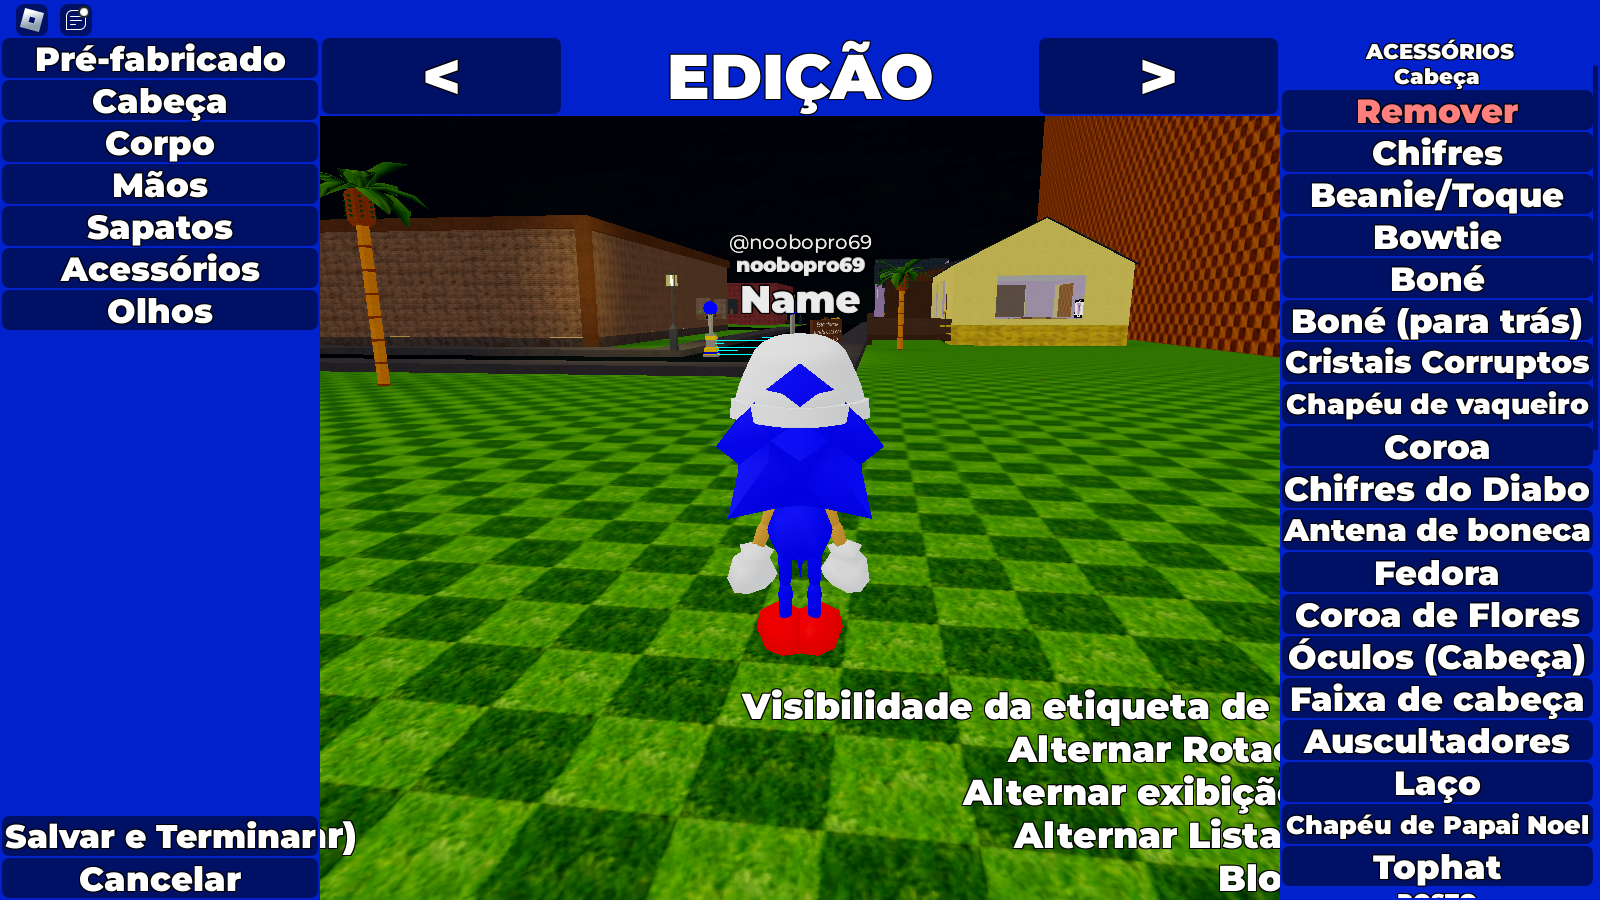 Pré-fabricado
Cabeça
Corpo
Mãos
Sapatos
Acessórios
Olhos
Salvar e Terminar
r)
Cancelar
<
EDIÇÃO
>
@noobopro69
noobopro69
Name
Visibilidade da etiqueta de
Alternar Rota
Alternar exibiçã
Alternar Lista
Blo
ACESSÓRIOS
Cabeça
Remover
Chifres
Beanie/Toque
Bowtie
Boné
Boné (para trás)
Cristais Corruptos
Chapéu de vaqueiro
Coroa
Chifres do Diabo
Antena de boneca
Fedora
Coroa de Flores
Óculos (Cabeça)
Faixa de cabeça
Auscultadores
Laço
Chapéu de Papai Noel
Tophat